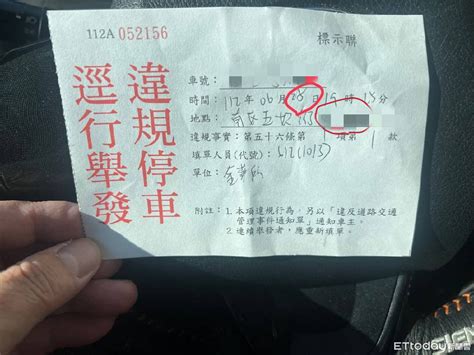 112A 052156
標示聯
違規停車
逕行舉發
車號：
時間：112年06月28日15時15分
地點：
違規事實：第五十六條第1項第1款
填單人員(代號)：
單位：
附註：1.本項違規行為，另以「違反道路交通
管理事件通知單」通知車主。
2.連續舉發者，應重新填單。
ETtoday新聞雲